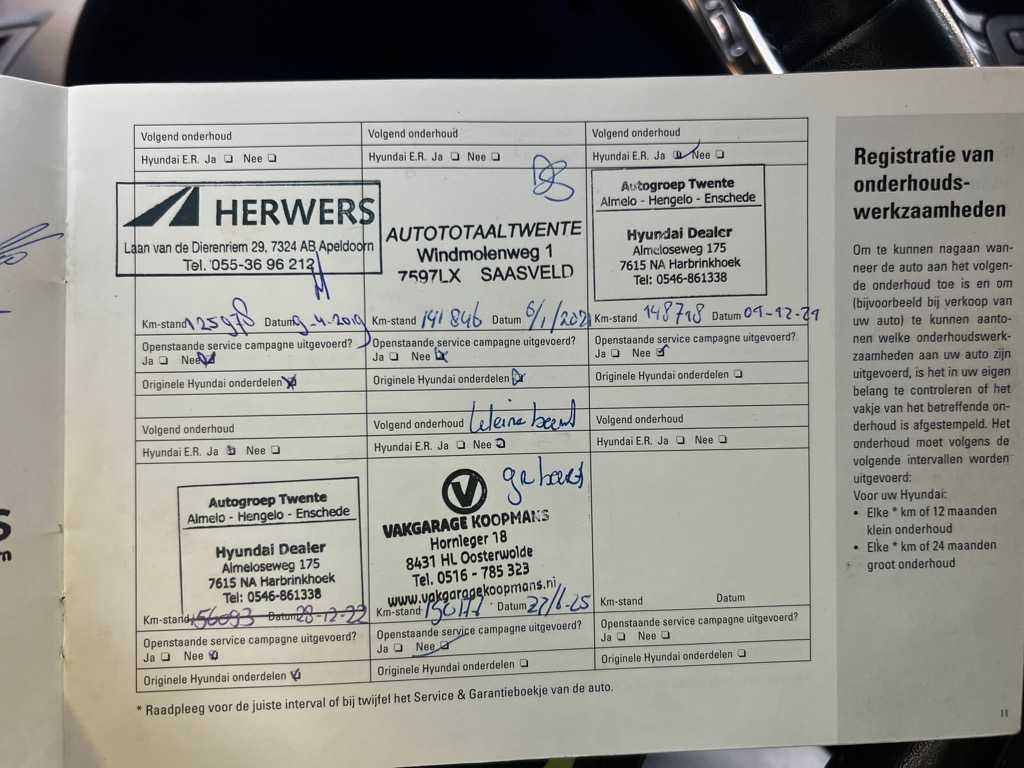 Volgend onderhoud
Hyundai E.R. Ja Nee
HERWERS
Laan van de Dierenriem 29, 7324 AB Apeldoorn
Tel. 055-36 96 212
Km-stand 125978 Datum 9-4-2019
Openstaande service campagne uitgevoerd?
Ja Nee
Originele Hyundai onderdelen
Volgend onderhoud
Hyundai E.R. Ja Nee
AUTOTOTAALTWENTE
Windmolenweg 1
7597LX SAASVELD
Km-stand 141846 Datum 6/1/2021
Openstaande service campagne uitgevoerd?
Ja Nee
Originele Hyundai onderdelen
Volgend onderhoud
Hyundai E.R. Ja Nee
Autogroep Twente
Almelo - Hengelo - Enschede
Hyundai Dealer
Almeloseweg 175
7615 NA Harbrinkhoek
Tel: 0546-861338
Km-stand 148718 Datum 01-12-21
Openstaande service campagne uitgevoerd?
Ja Nee
Originele Hyundai onderdelen
Volgend onderhoud
Hyundai E.R. Ja Nee
Autogroep Twente
Almelo - Hengelo - Enschede
Hyundai Dealer
Almeloseweg 175
7615 NA Harbrinkhoek
Tel: 0546-861338
Km-stand 156093 Datum 28-12-22
Openstaande service campagne uitgevoerd?
Ja Nee
Originele Hyundai onderdelen
Volgend onderhoud kleine beurt
Hyundai E.R. Ja Nee
VAKGARAGE KOOPMANS
Hornleger 18
8431 HL Oosterwolde
Tel. 0516 - 785 323
www.vakgaragekoopmans.nl
Km-stand Datum 27/6-25
Openstaande service campagne uitgevoerd?
Ja Nee
Originele Hyundai onderdelen
Volgend onderhoud
Hyundai E.R. Ja Nee
Km-stand Datum
Openstaande service campagne uitgevoerd?
Ja Nee
Originele Hyundai onderdelen
* Raadpleeg voor de juiste interval of bij twijfel het Service & Garantieboekje van de auto.
Registratie van
onderhouds-
werkzaamheden
Om te kunnen nagaan wan-
neer de auto aan het volgen-
de onderhoud toe is en om
(bijvoorbeeld bij verkoop van
uw auto) te kunnen aanto-
nen welke onderhoudswerk-
zaamheden aan uw auto zijn
uitgevoerd, is het in uw eigen
belang te controleren of het
vakje van het betreffende on-
derhoud is afgestempeld. Het
onderhoud moet volgens de
volgende intervallen worden
uitgevoerd:
Voor uw Hyundai:
• Elke * km of 12 maanden
klein onderhoud
• Elke * km of 24 maanden
groot onderhoud
11